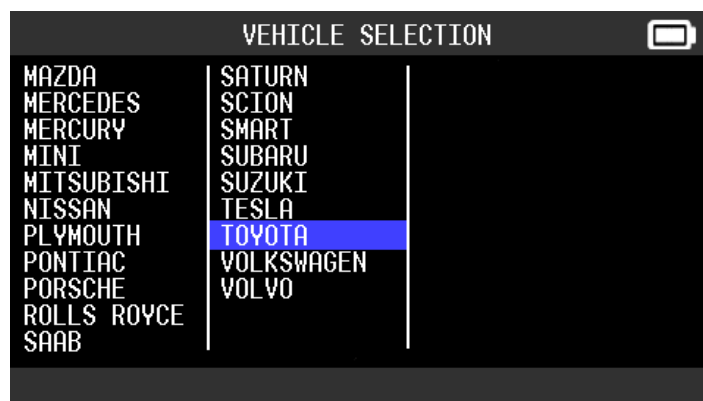 VEHICLE SELECTION
MAZDA
MERCEDES
MERCURY
MINI
MITSUBISHI
NISSAN
PLYMOUTH
PONTIAC
PORSCHE
ROLLS ROYCE
SAAB
SATURN
SCION
SMART
SUBARU
SUZUKI
TESLA
TOYOTA
VOLKSWAGEN
VOLVO